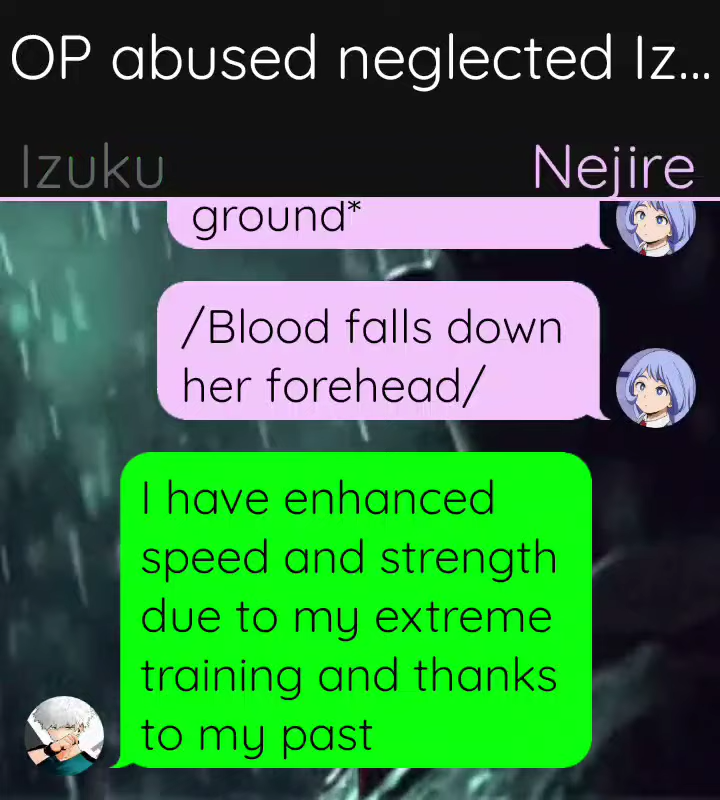 OP abused neglected Iz...
Izuku
Nejire
ground*
/Blood falls down
her forehead/
I have enhanced
speed and strength
due to my extreme
training and thanks
to my past